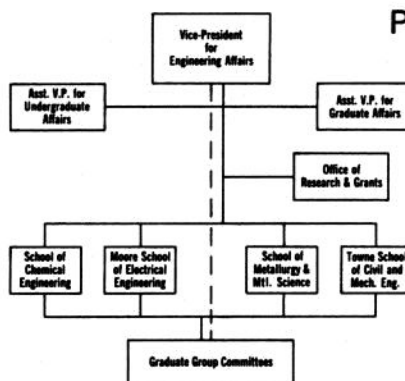 P
Vice-President
for
Engineering Affairs
Asst. V.P. for
Undergraduate
Affairs
Asst. V.P. for
Graduate Affairs
Office of
Research & Grants
School of
Chemical
Engineering
Moore School
of Electrical
Engineering
School of
Metallurgy &
Mtl. Science
Towne School
of Civil and
Mech. Eng.
Graduate Group Committees